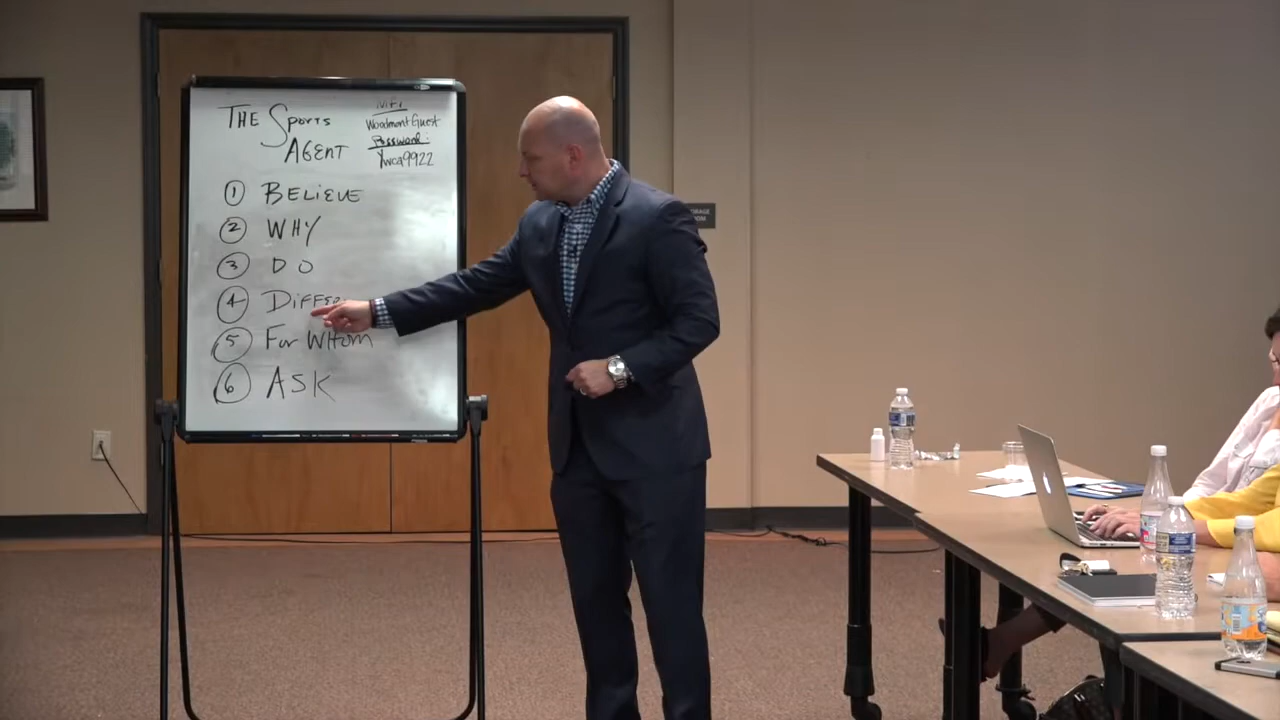 THE Sports
AGENT
WiFi
Woodmont Guest
Password:
Ywca9922
1 BELIEVE
2 WHY
3 DO
4 DIFFE
5 For WHom
6 ASK